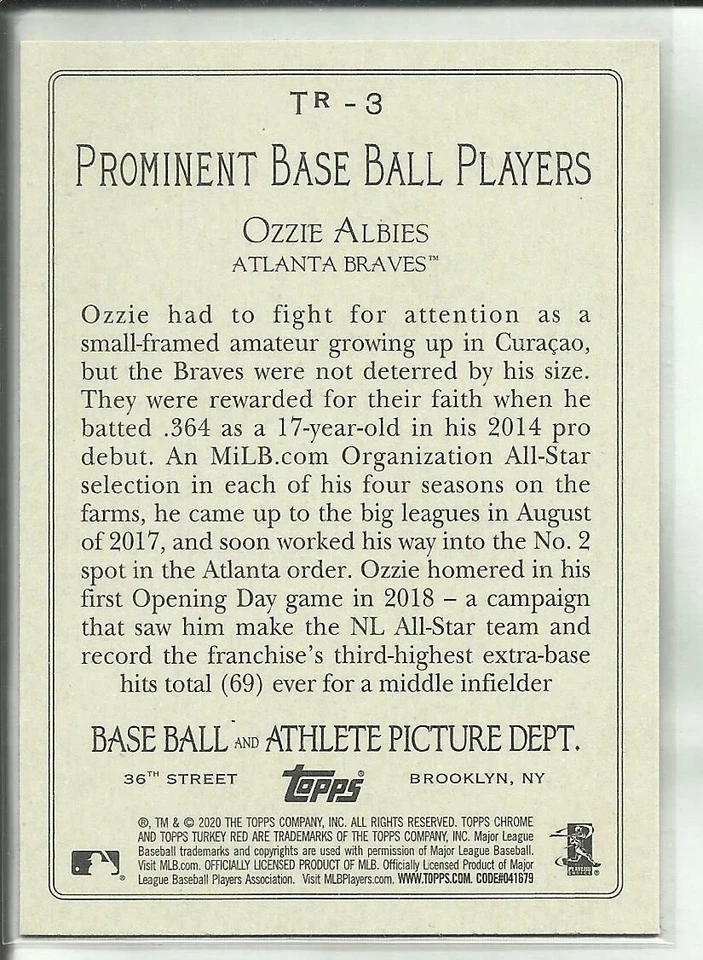 TR - 3
PROMINENT BASE BALL PLAYERS
OZZIE ALBIES
ATLANTA BRAVES™
Ozzie had to fight for attention as a
small-framed amateur growing up in Curaçao,
but the Braves were not deterred by his size.
They were rewarded for their faith when he
batted .364 as a 17-year-old in his 2014 pro
debut. An MiLB.com Organization All-Star
selection in each of his four seasons on the
farms, he came up to the big leagues in August
of 2017, and soon worked his way into the No. 2
spot in the Atlanta order. Ozzie homered in his
first Opening Day game in 2018 – a campaign
that saw him make the NL All-Star team and
record the franchise's third-highest extra-base
hits total (69) ever for a middle infielder
BASE BALL AND ATHLETE PICTURE DEPT.
36TH STREET topps® BROOKLYN, NY
®, TM & © 2020 THE TOPPS COMPANY, INC. ALL RIGHTS RESERVED. TOPPS CHROME
AND TOPPS TURKEY RED ARE TRADEMARKS OF THE TOPPS COMPANY, INC. Major League
Baseball trademarks and copyrights are used with permission of Major League Baseball.
Visit MLB.com. OFFICIALLY LICENSED PRODUCT OF MLB. Officially Licensed Product of Major
League Baseball Players Association. Visit MLBPlayers.com. WWW.TOPPS.COM. CODE#041679